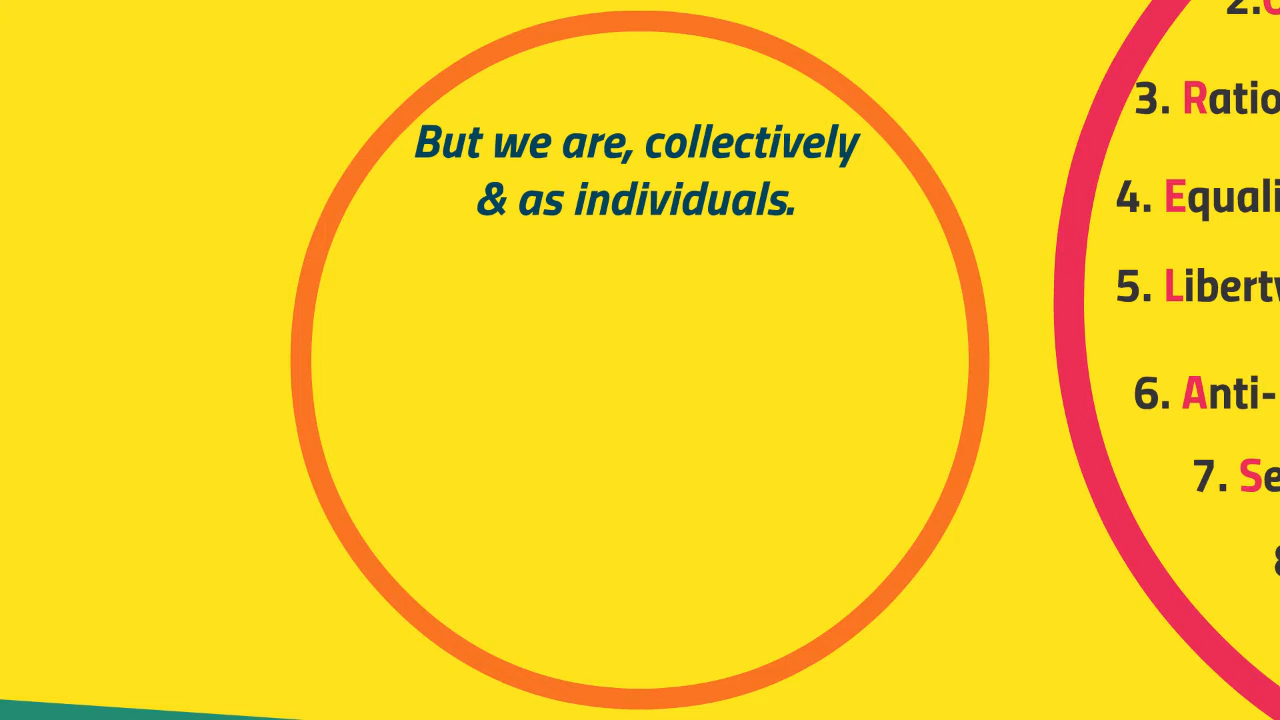 But we are, collectively
& as individuals.
3. Ratio
4. Equali
5. Libert
6. Anti-
7. Se